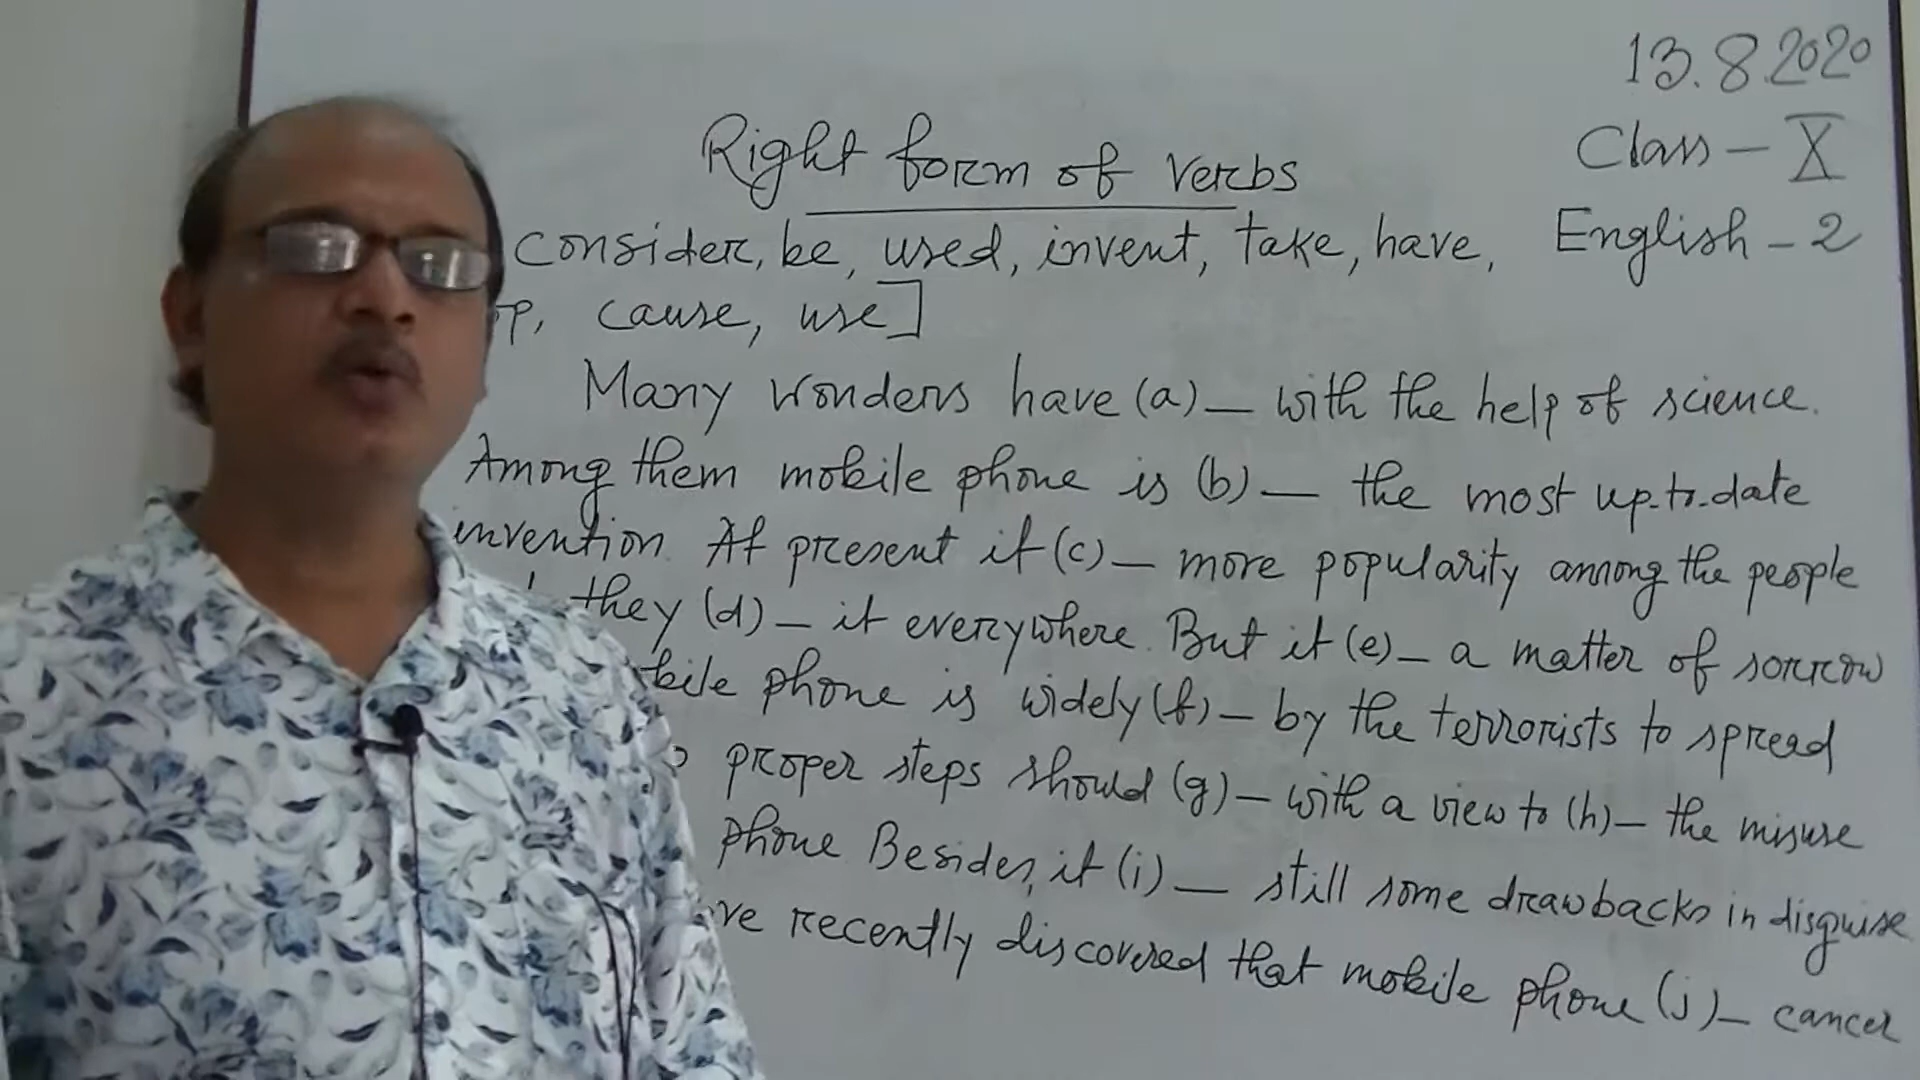 13.8.2020
Right form of verbs
Class - X
consider, be, used, invent, take, have,
English - 2
cause, use]
Many wonders have (a) — with the help of science.
Among them mobile phone is (b) — the most up-to-date
invention. At present it (c) — more popularity among the people
they (d) — it everywhere. But it (e) — a matter of sorrow
phone is widely (f) — by the terrorists to spread
proper steps should (g) — with a view to (h) — the misuse
phone. Besides, it (i) — still some drawbacks in disguise
recently discovered that mobile phone (j) — cancer